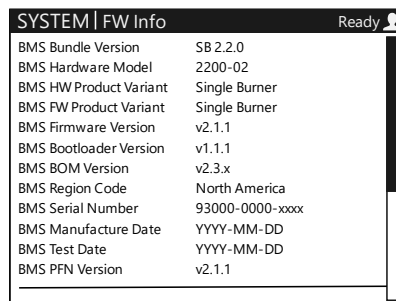 SYSTEM | FW Info Ready
BMS Bundle Version SB 2.2.0
BMS Hardware Model 2200-02
BMS HW Product Variant Single Burner
BMS FW Product Variant Single Burner
BMS Firmware Version v2.1.1
BMS Bootloader Version v1.1.1
BMS BOM Version v2.3.x
BMS Region Code North America
BMS Serial Number 93000-0000-xxxx
BMS Manufacture Date YYYY-MM-DD
BMS Test Date YYYY-MM-DD
BMS PFN Version v2.1.1